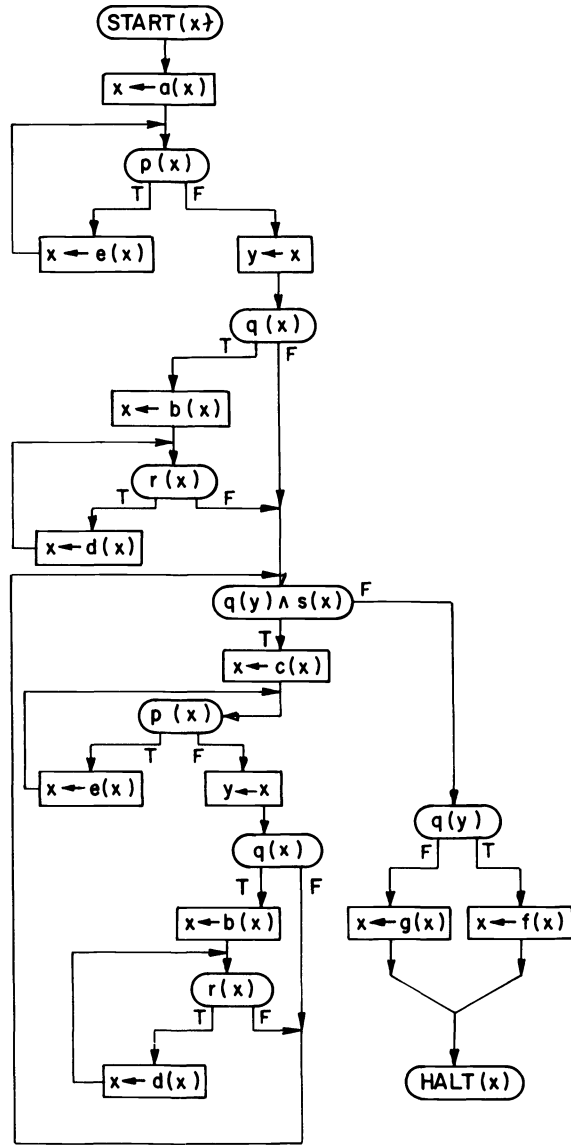 START(x)
x ← a(x)
p(x)
T F
x ← e(x) y ← x
q(x)
T F
x ← b(x)
r(x)
T F
x ← d(x)
q(y) ∧ s(x) F
T
x ← c(x)
p(x)
T F
x ← e(x) y ← x
q(y)
F T
q(x)
T F
x ← b(x) x ← g(x) x ← f(x)
r(x)
T F
x ← d(x) HALT(x)